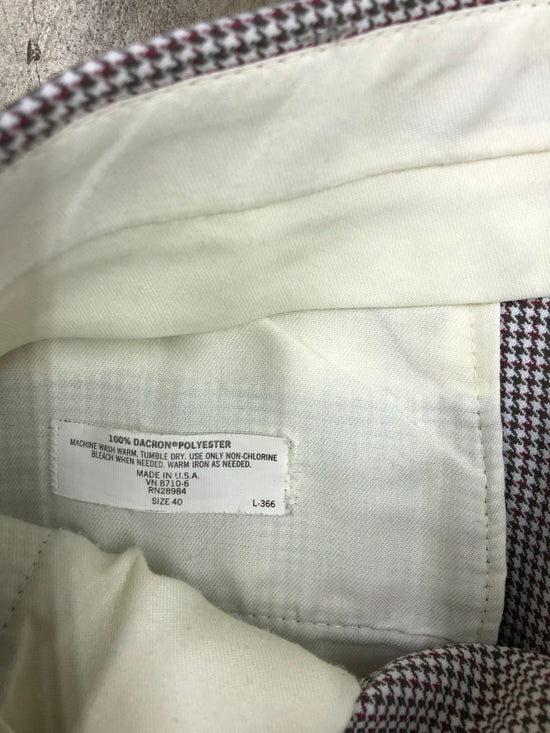 100% DACRON®POLYESTER
MACHINE WASH WARM. TUMBLE DRY. USE ONLY NON-CHLORINE
BLEACH WHEN NEEDED. WARM IRON AS NEEDED.
MADE IN U.S.A.
VN 8710-6
RN28984
SIZE 40 L-366